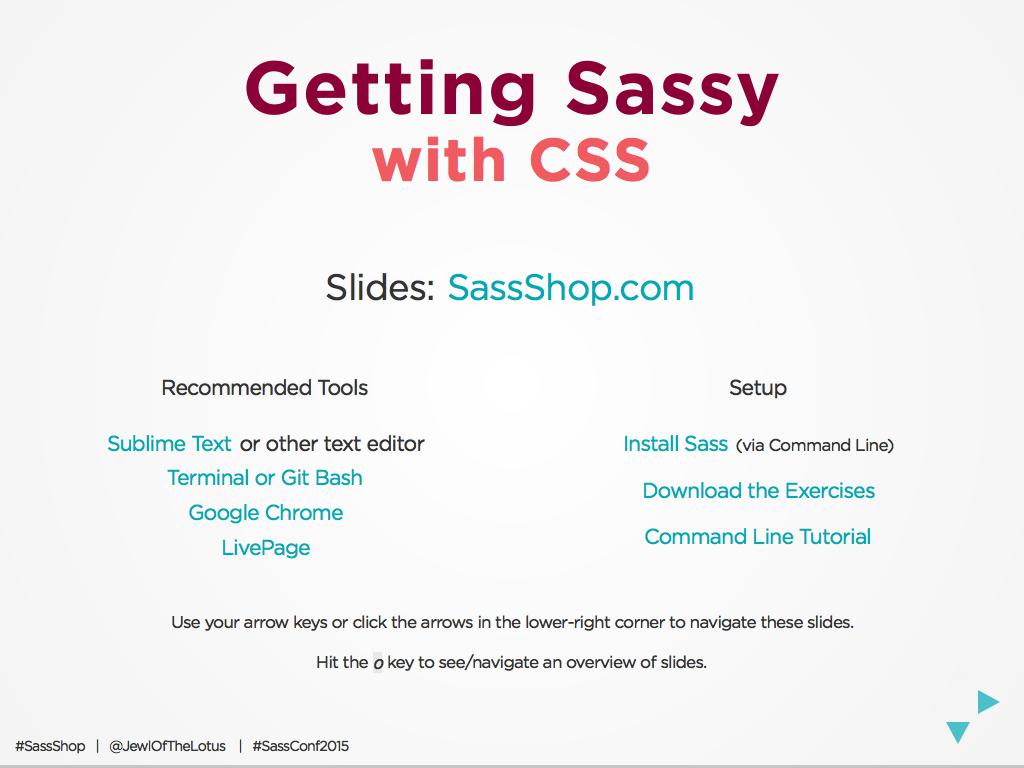 Getting Sassy
with CSS
Slides: SassShop.com
Recommended Tools
Sublime Text or other text editor
Terminal or Git Bash
Google Chrome
LivePage
Setup
Install Sass (via Command Line)
Download the Exercises
Command Line Tutorial
Use your arrow keys or click the arrows in the lower-right corner to navigate these slides.
Hit the o key to see/navigate an overview of slides.
#SassShop | @JewlOfTheLotus | #SassConf2015